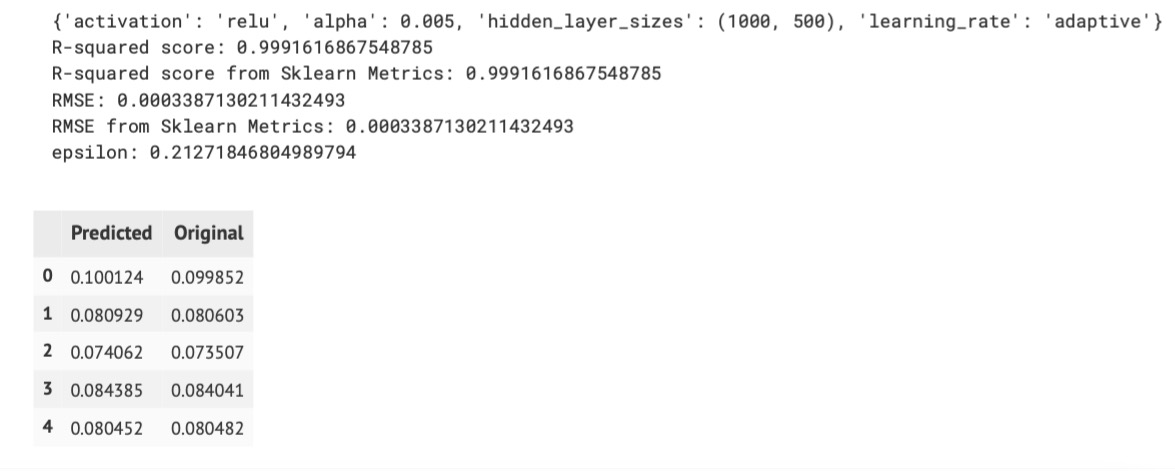 {'activation': 'relu', 'alpha': 0.005, 'hidden_layer_sizes': (1000, 500), 'learning_rate': 'adaptive'}
R-squared score: 0.9991616867548785
R-squared score from Sklearn Metrics: 0.9991616867548785
RMSE: 0.0003387130211432493
RMSE from Sklearn Metrics: 0.0003387130211432493
epsilon: 0.21271846804989794
Predicted Original
0 0.100124 0.099852
1 0.080929 0.080603
2 0.074062 0.073507
3 0.084385 0.084041
4 0.080452 0.080482